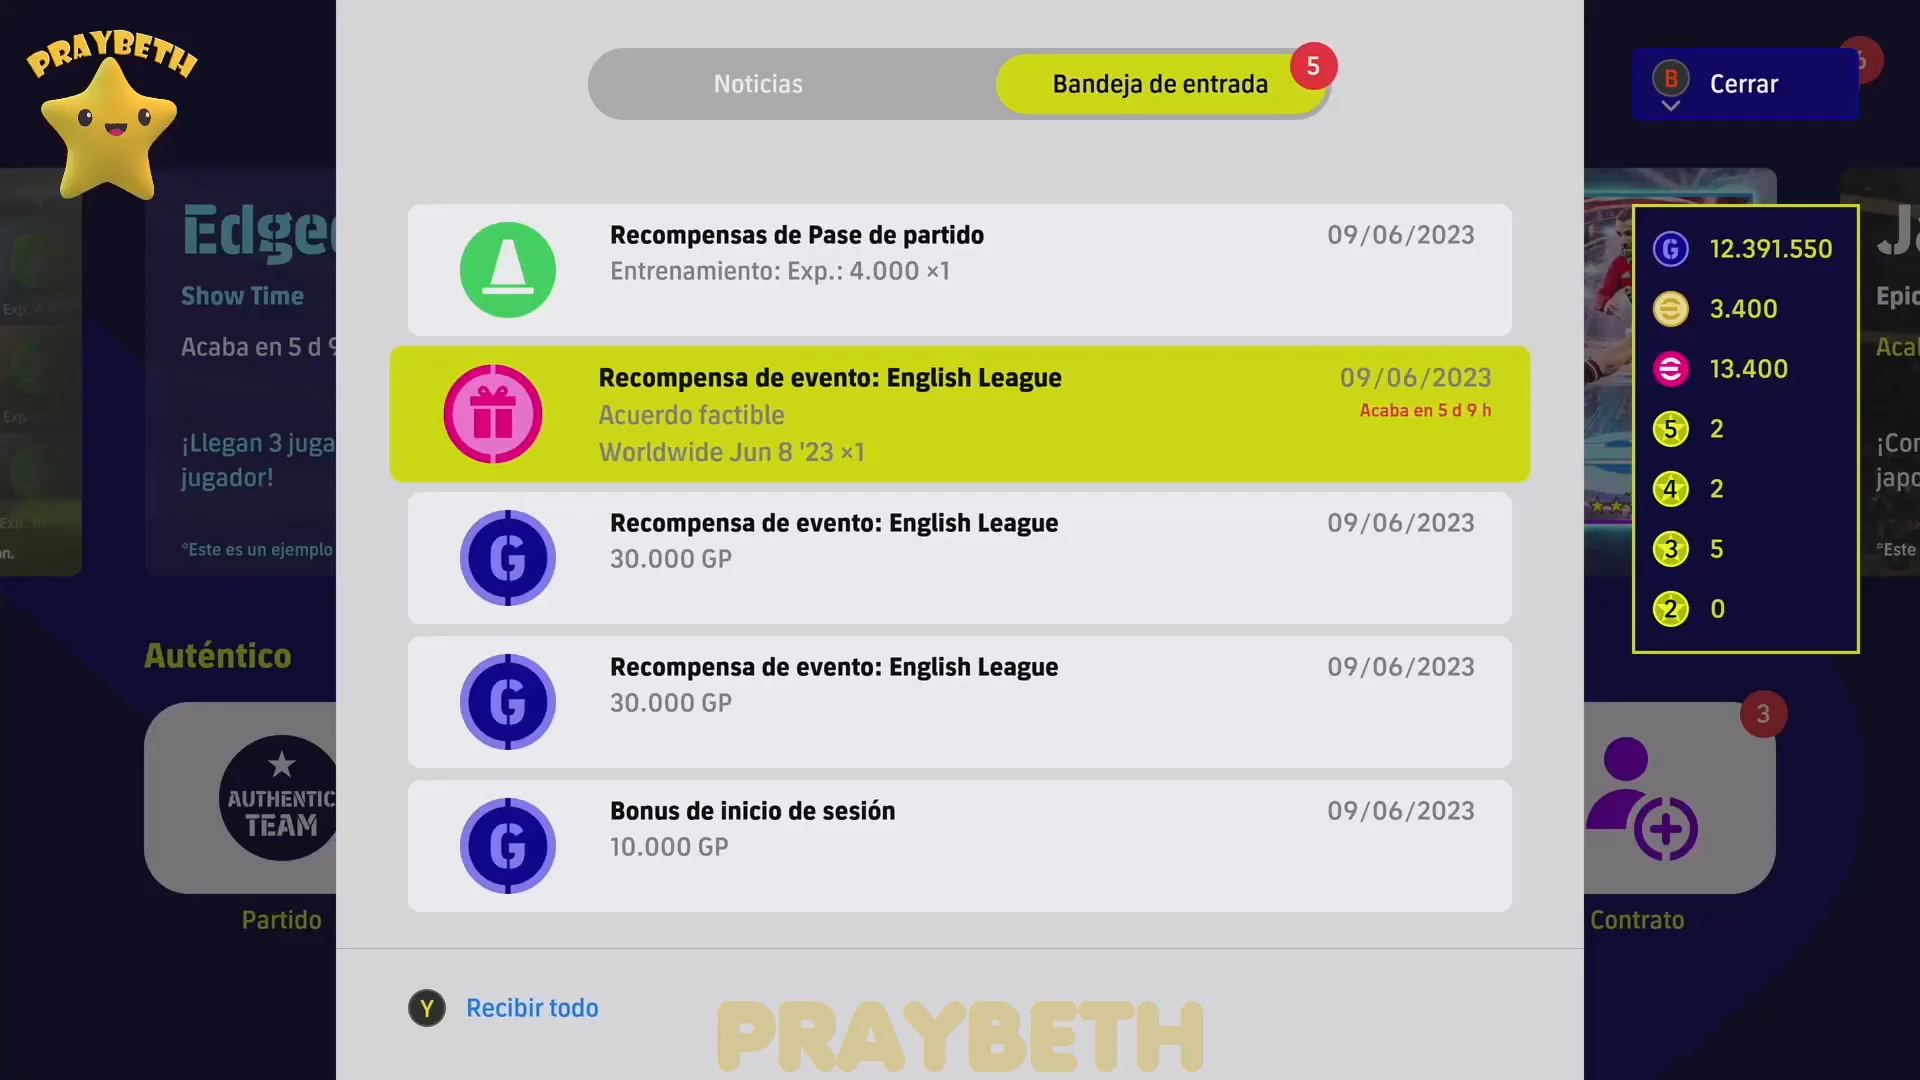 PRAYBETH
Noticias
Bandeja de entrada
5
B
Cerrar
6
Recompensas de Pase de partido
09/06/2023
Entrenamiento: Exp.: 4.000 ×1
Recompensa de evento: English League
09/06/2023
Acuerdo factible
Acaba en 5 d 9 h
Worldwide Jun 8 '23 ×1
Recompensa de evento: English League
09/06/2023
30.000 GP
Recompensa de evento: English League
09/06/2023
30.000 GP
Bonus de inicio de sesión
09/06/2023
10.000 GP
Y
Recibir todo
PRAYBETH
G 12.391.550
3.400
13.400
5 2
4 2
3 5
2 0
Show Time
Acaba en 5 d 9
¡Llegan 3 juga
jugador!
*Este es un ejemplo
Auténtico
AUTHENTIC
TEAM
Partido
Epic
Acal
¡Con
japo
*Este
3
Contrato